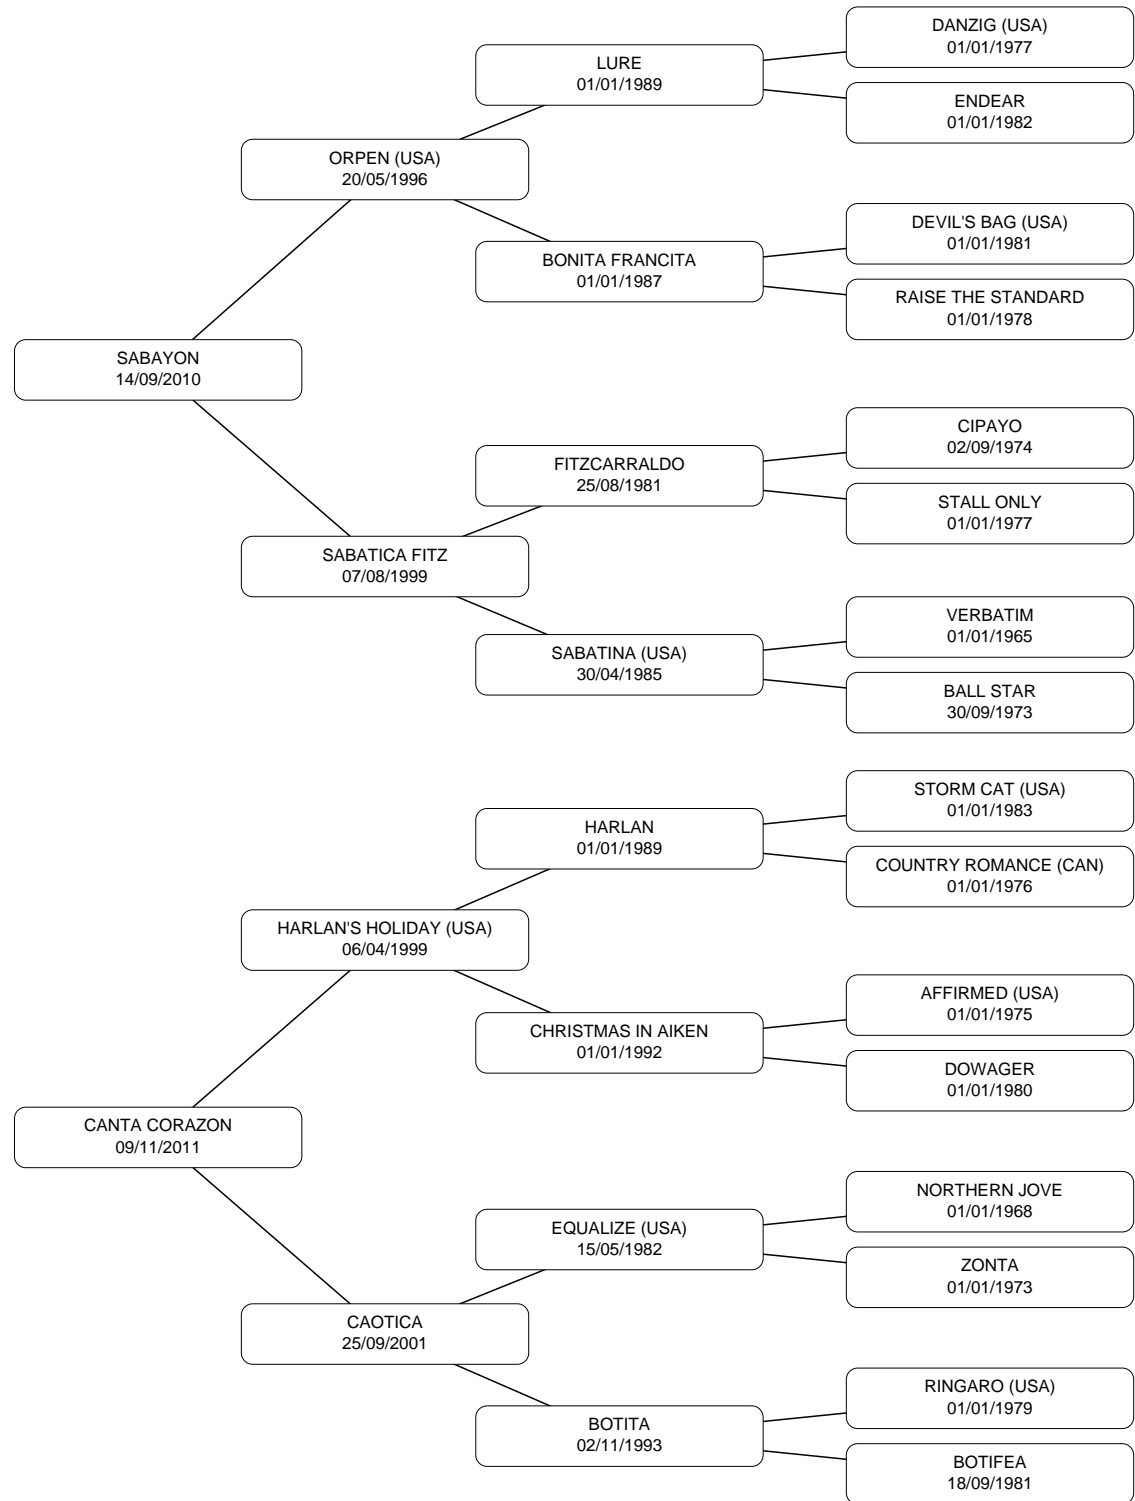 DANZIG (USA)
01/01/1977
LURE
01/01/1989
ENDEAR
01/01/1982
ORPEN (USA)
20/05/1996
DEVIL'S BAG (USA)
01/01/1981
BONITA FRANCITA
01/01/1987
RAISE THE STANDARD
01/01/1978
SABAYON
14/09/2010
CIPAYO
02/09/1974
FITZCARRALDO
25/08/1981
STALL ONLY
01/01/1977
SABATICA FITZ
07/08/1999
VERBATIM
01/01/1965
SABATINA (USA)
30/04/1985
BALL STAR
30/09/1973
STORM CAT (USA)
01/01/1983
HARLAN
01/01/1989
COUNTRY ROMANCE (CAN)
01/01/1976
HARLAN'S HOLIDAY (USA)
06/04/1999
AFFIRMED (USA)
01/01/1975
CHRISTMAS IN AIKEN
01/01/1992
DOWAGER
01/01/1980
CANTA CORAZON
09/11/2011
NORTHERN JOVE
01/01/1968
EQUALIZE (USA)
15/05/1982
ZONTA
01/01/1973
CAOTICA
25/09/2001
RINGARO (USA)
01/01/1979
BOTITA
02/11/1993
BOTIFEA
18/09/1981